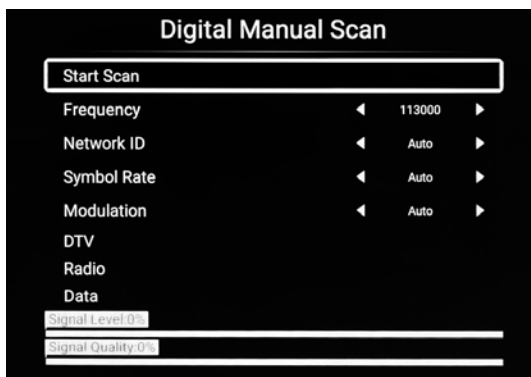 Digital Manual Scan
Start Scan
Frequency 113000
Network ID Auto
Symbol Rate Auto
Modulation Auto
DTV
Radio
Data
Signal Level:0%
Signal Quality:0%